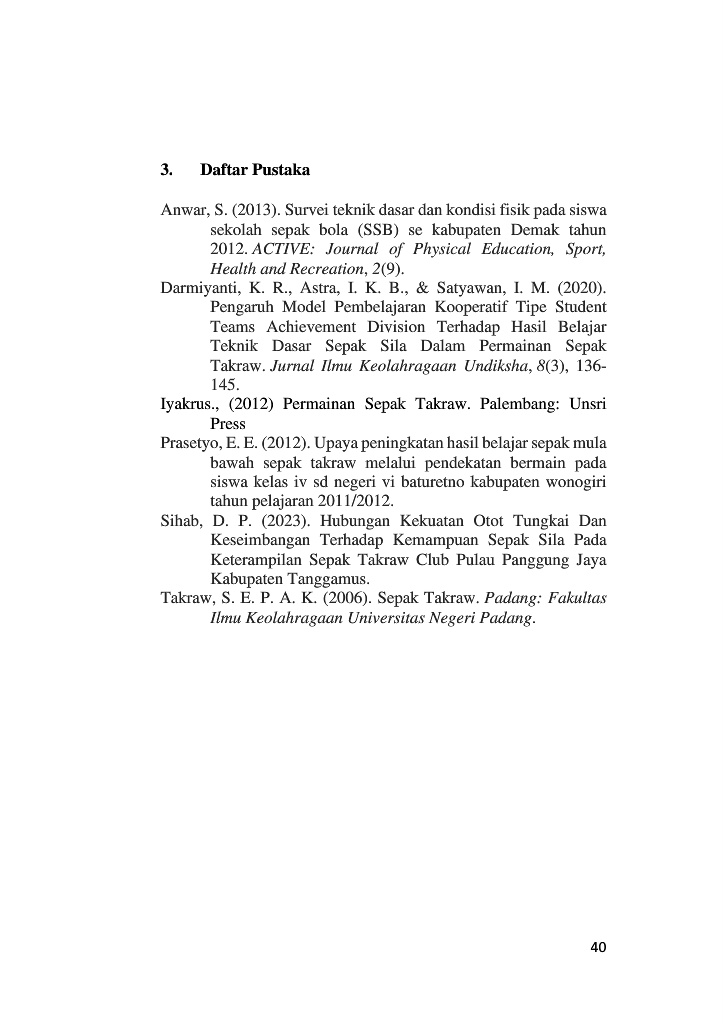 3. Daftar Pustaka
Anwar, S. (2013). Survei teknik dasar dan kondisi fisik pada siswa
sekolah sepak bola (SSB) se kabupaten Demak tahun
2012. ACTIVE: Journal of Physical Education, Sport,
Health and Recreation, 2(9).
Darmiyanti, K. R., Astra, I. K. B., & Satyawan, I. M. (2020).
Pengaruh Model Pembelajaran Kooperatif Tipe Student
Teams Achievement Division Terhadap Hasil Belajar
Teknik Dasar Sepak Sila Dalam Permainan Sepak
Takraw. Jurnal Ilmu Keolahragaan Undiksha, 8(3), 136-
145.
Iyakrus., (2012) Permainan Sepak Takraw. Palembang: Unsri
Press
Prasetyo, E. E. (2012). Upaya peningkatan hasil belajar sepak mula
bawah sepak takraw melalui pendekatan bermain pada
siswa kelas iv sd negeri vi baturetno kabupaten wonogiri
tahun pelajaran 2011/2012.
Sihab, D. P. (2023). Hubungan Kekuatan Otot Tungkai Dan
Keseimbangan Terhadap Kemampuan Sepak Sila Pada
Keterampilan Sepak Takraw Club Pulau Panggung Jaya
Kabupaten Tanggamus.
Takraw, S. E. P. A. K. (2006). Sepak Takraw. Padang: Fakultas
Ilmu Keolahragaan Universitas Negeri Padang.
40